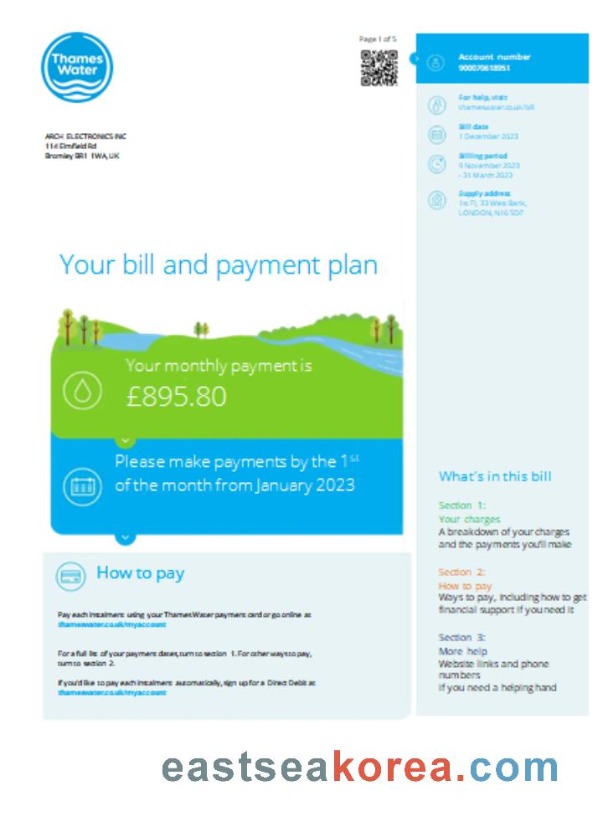 Thames
Water
Page 1 of 5
ARCH ELECTRONICS INC
114 Elmfield Rd
Bromley BR1 1WA, UK
Account number
900070618951
For help, visit
thameswater.co.uk/bill
Bill date
1 December 2023
Billing period
4 November 2023
- 31 March 2023
Supply address
1st Fl, 33 West Bank,
LONDON, N16 5DF
Your bill and payment plan
Your monthly payment is
£895.80
Please make payments by the 1st
of the month from January 2023
How to pay
Pay each instalment using your Thames Water payment card or go online at
thameswater.co.uk/myaccount
For a full list of your payment dates, turn to section 1. For other ways to pay,
turn to section 2.
If you'd like to pay each instalment automatically, sign up for a Direct Debit at
thameswater.co.uk/myaccount
What's in this bill
Section 1:
Your charges
A breakdown of your charges
and the payments you'll make
Section 2:
How to pay
Ways to pay, including how to get
financial support if you need it
Section 3:
More help
Website links and phone
numbers
if you need a helping hand
eastseakorea.com